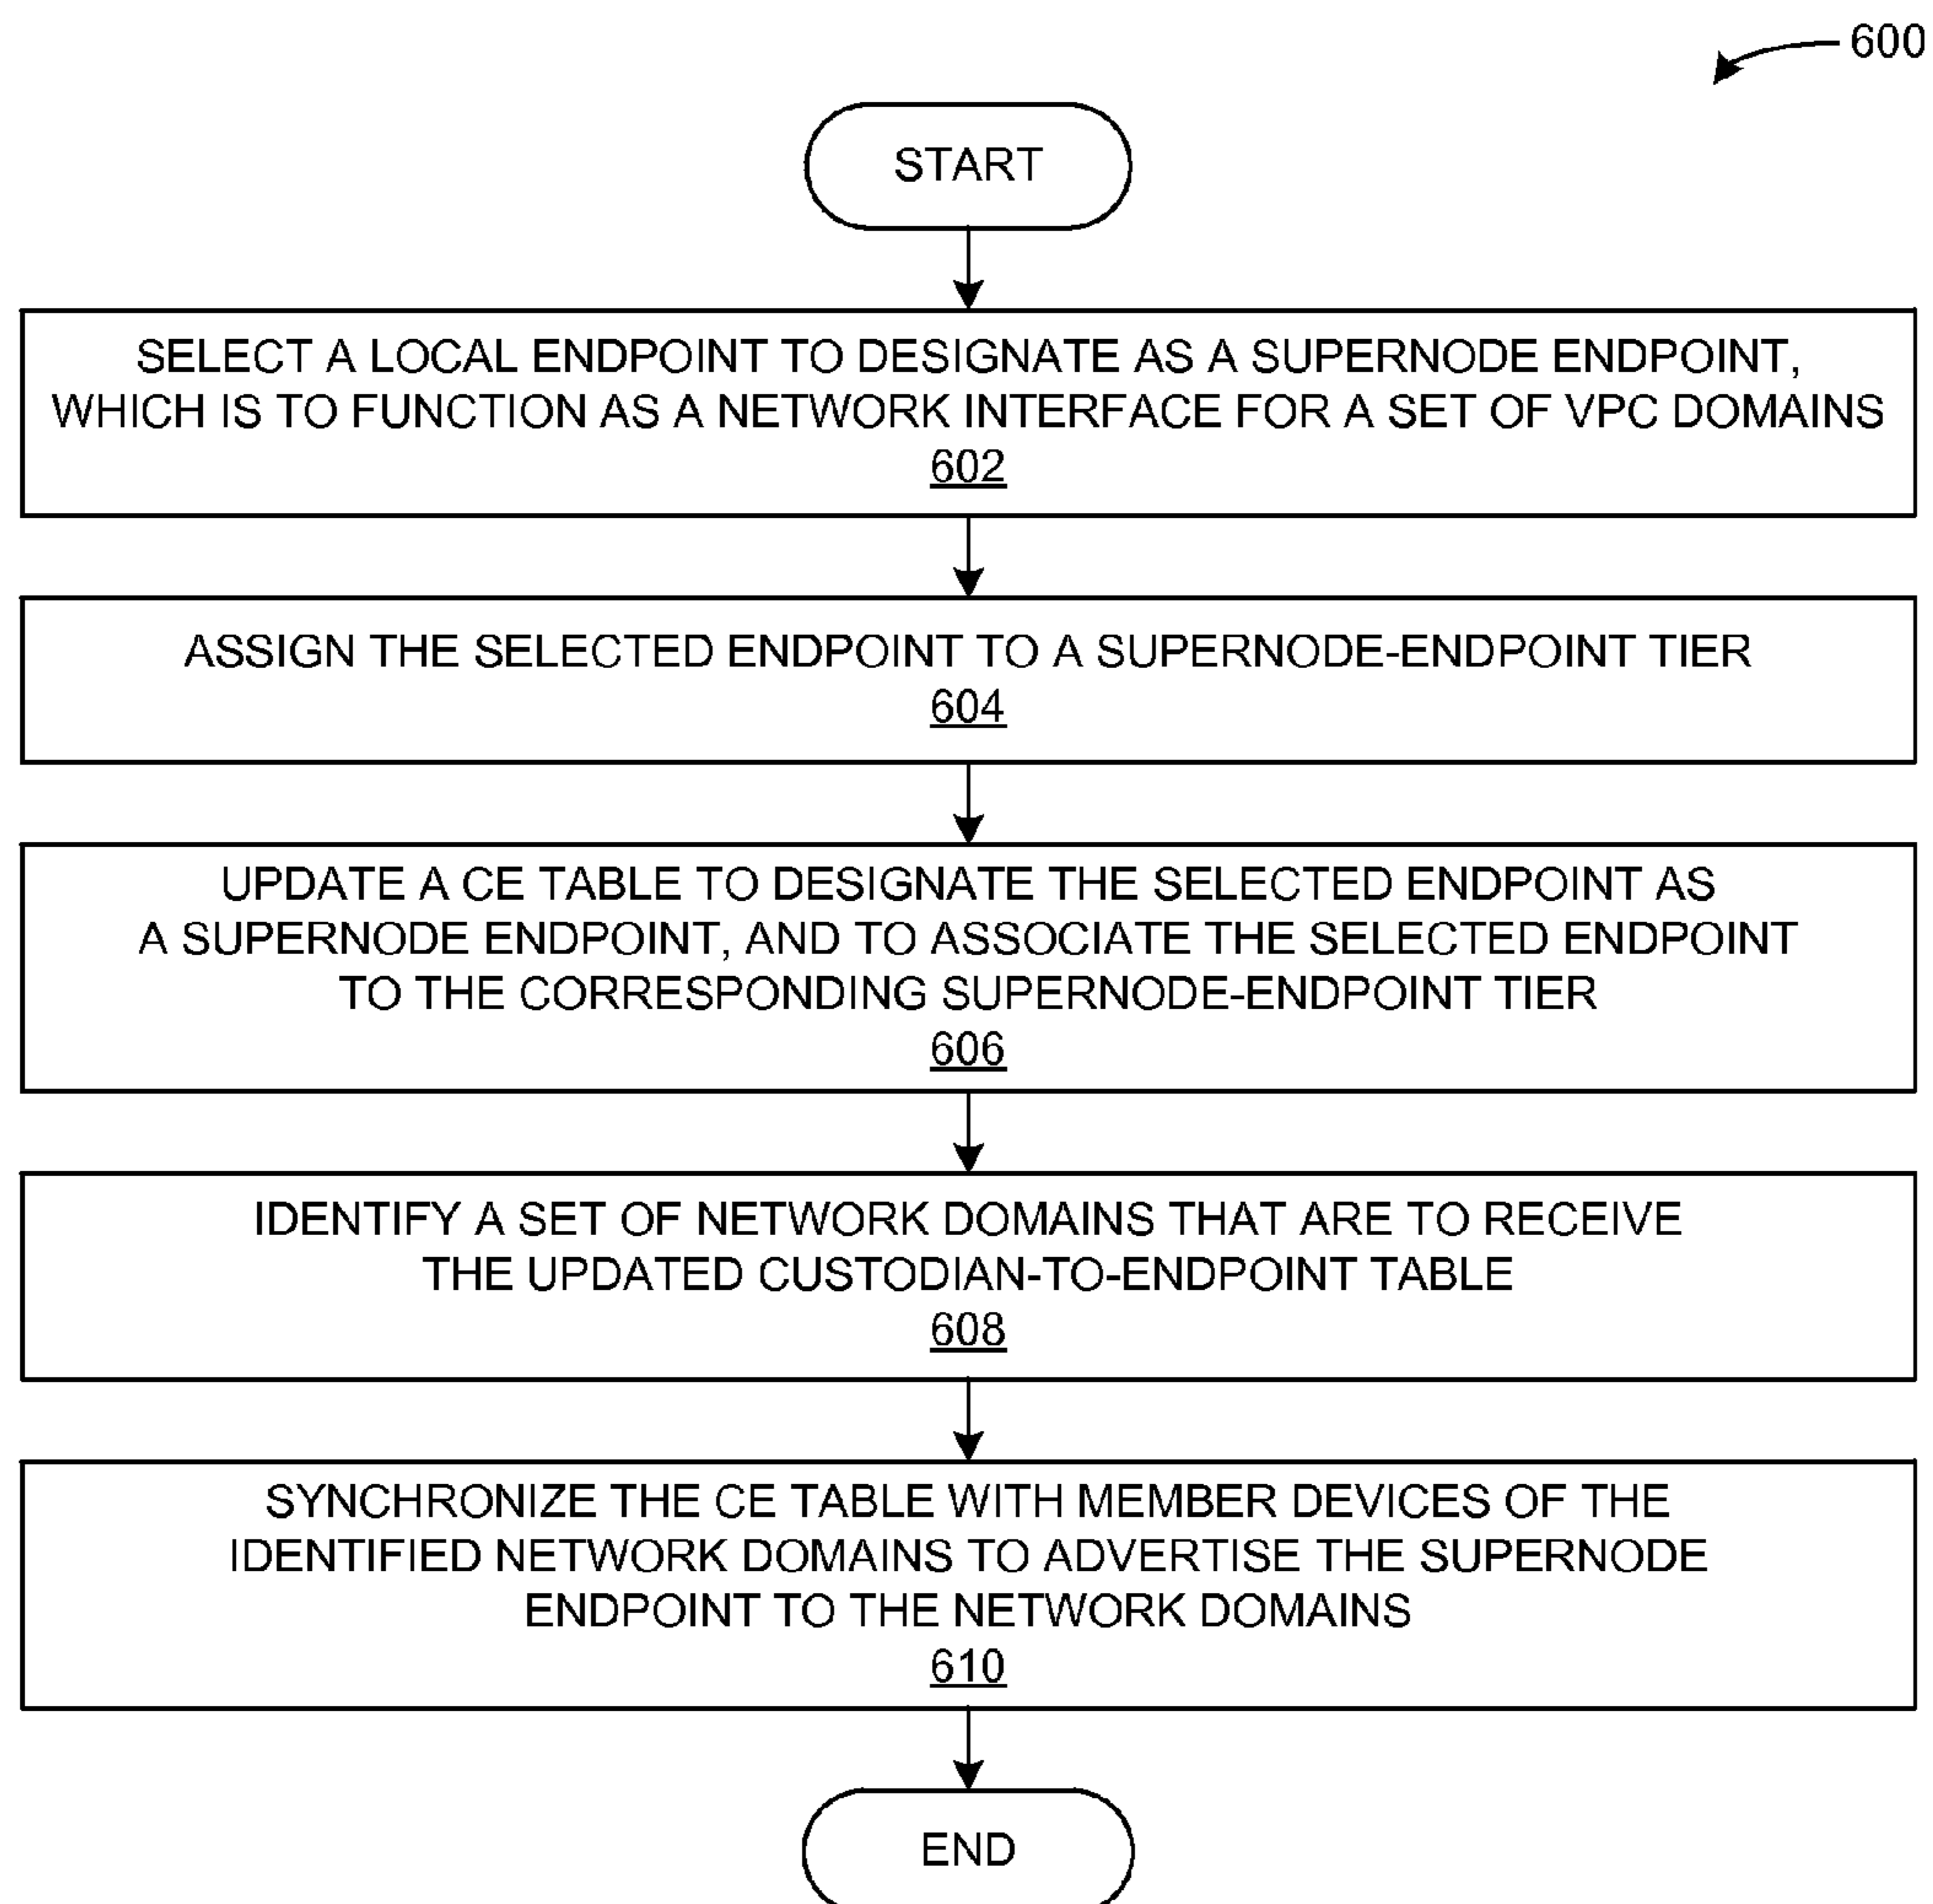 600
START
SELECT A LOCAL ENDPOINT TO DESIGNATE AS A SUPERNODE ENDPOINT,
WHICH IS TO FUNCTION AS A NETWORK INTERFACE FOR A SET OF VPC DOMAINS
602
ASSIGN THE SELECTED ENDPOINT TO A SUPERNODE-ENDPOINT TIER
604
UPDATE A CE TABLE TO DESIGNATE THE SELECTED ENDPOINT AS
A SUPERNODE ENDPOINT, AND TO ASSOCIATE THE SELECTED ENDPOINT
TO THE CORRESPONDING SUPERNODE-ENDPOINT TIER
606
IDENTIFY A SET OF NETWORK DOMAINS THAT ARE TO RECEIVE
THE UPDATED CUSTODIAN-TO-ENDPOINT TABLE
608
SYNCHRONIZE THE CE TABLE WITH MEMBER DEVICES OF THE
IDENTIFIED NETWORK DOMAINS TO ADVERTISE THE SUPERNODE
ENDPOINT TO THE NETWORK DOMAINS
610
END